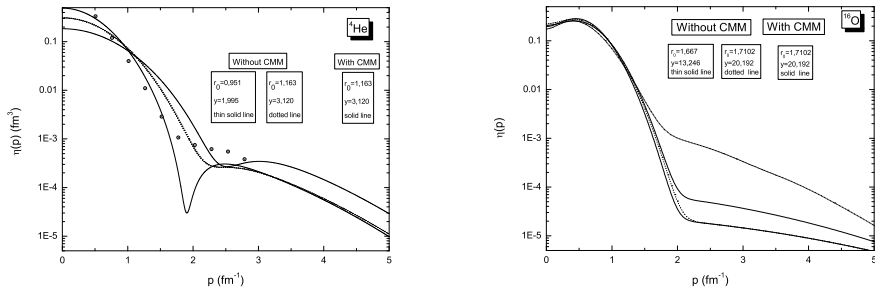 ⁴He
Without CMM
With CMM
r₀=0,951
y=1,995
thin solid line
r₀=1,163
y=3,120
dotted line
r₀=1,163
y=3,120
solid line
η(p) (fm³)
0.1
0.01
1E-3
1E-4
1E-5
0 1 2 3 4 5
p (fm⁻¹)
¹⁶O
Without CMM
With CMM
r₀=1,667
y=13,246
thin solid line
r₀=1,7102
y=20,192
dotted line
r₀=1,7102
y=20,192
solid line
η(p)
0.1
0.01
1E-3
1E-4
1E-5
0 1 2 3 4 5
p (fm⁻¹)